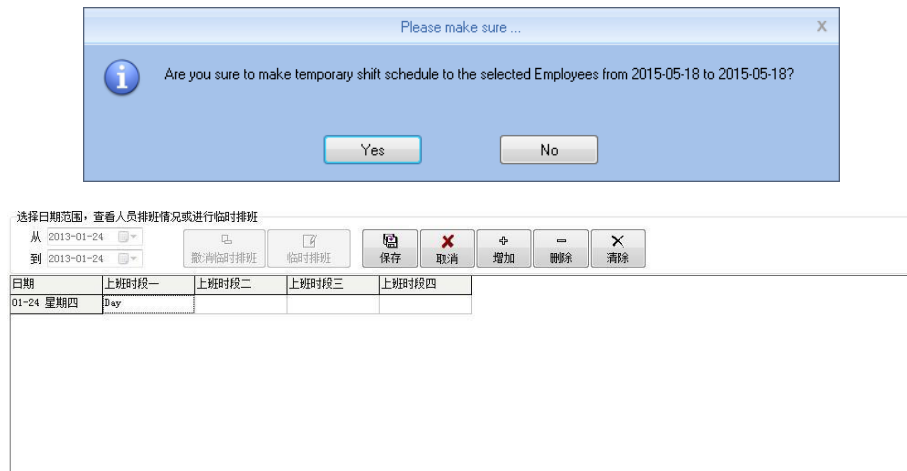 Please make sure ...
X
Are you sure to make temporary shift schedule to the selected Employees from 2015-05-18 to 2015-05-18?
Yes No
选择日期范围，查看人员排班情况或进行临时排班
从 2013-01-24
到 2013-01-24
撤消临时排班 临时排班 保存 取消 增加 删除 清除
日期 上班时段一 上班时段二 上班时段三 上班时段四
01-24 星期四 Day